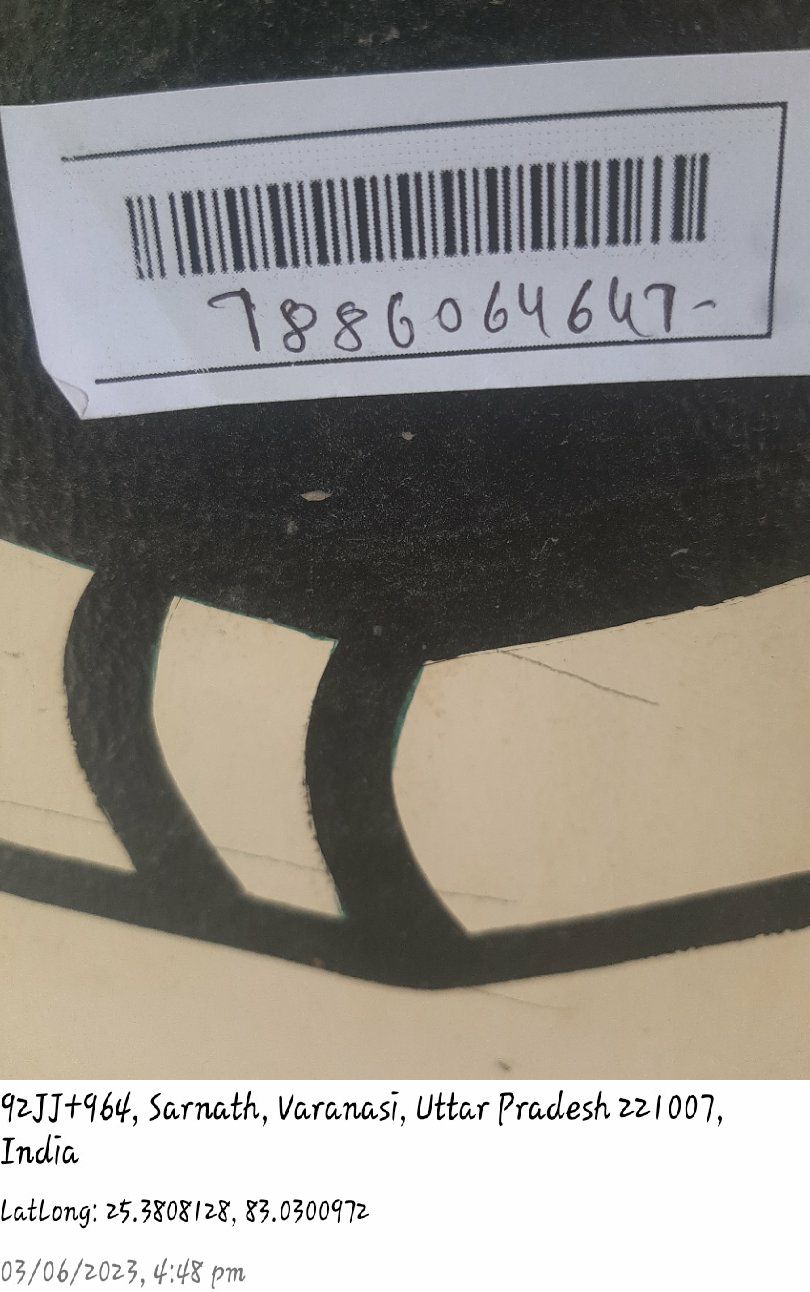 7886064647-
92JJ+964, Sarnath, Varanasi, Uttar Pradesh 221007,
India
LatLong: 25.3808128, 83.0300972
03/06/2023, 4:48 pm